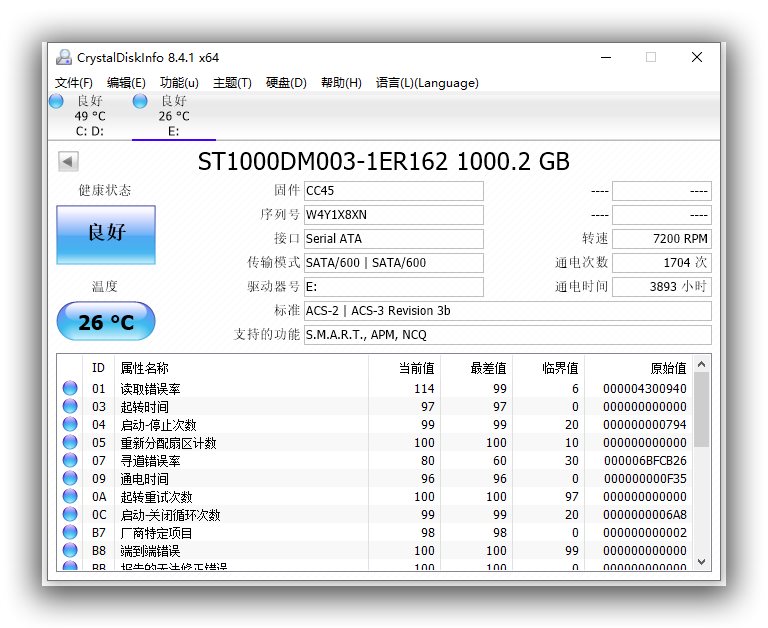 CrystalDiskInfo 8.4.1 x64
文件(F) 编辑(E) 功能(u) 主题(T) 硬盘(D) 帮助(H) 语言(L)(Language)
良好 良好
49 °C 26 °C
C: D: E:
ST1000DM003-1ER162 1000.2 GB
健康状态 固件 CC45 ---- ----
良好 序列号 W4Y1X8XN ---- ----
接口 Serial ATA 转速 7200 RPM
传输模式 SATA/600 | SATA/600 通电次数 1704 次
温度 驱动器号 E: 通电时间 3893 小时
26 °C 标准 ACS-2 | ACS-3 Revision 3b
支持的功能 S.M.A.R.T., APM, NCQ
ID 属性名称 当前值 最差值 临界值 原始值
01 读取错误率 114 99 6 000004300940
03 起转时间 97 97 0 000000000000
04 启动-停止次数 99 99 20 000000000794
05 重新分配扇区计数 100 100 10 000000000000
07 寻道错误率 80 60 30 000006BFCB26
09 通电时间 96 96 0 000000000F35
0A 起转重试次数 100 100 97 000000000000
0C 启动-关闭循环次数 99 99 20 0000000006A8
B7 厂商特定项目 98 98 0 000000000002
B8 端到端错误 100 100 99 000000000000
BB 报告的无法修正错误 100 100 0 000000000000